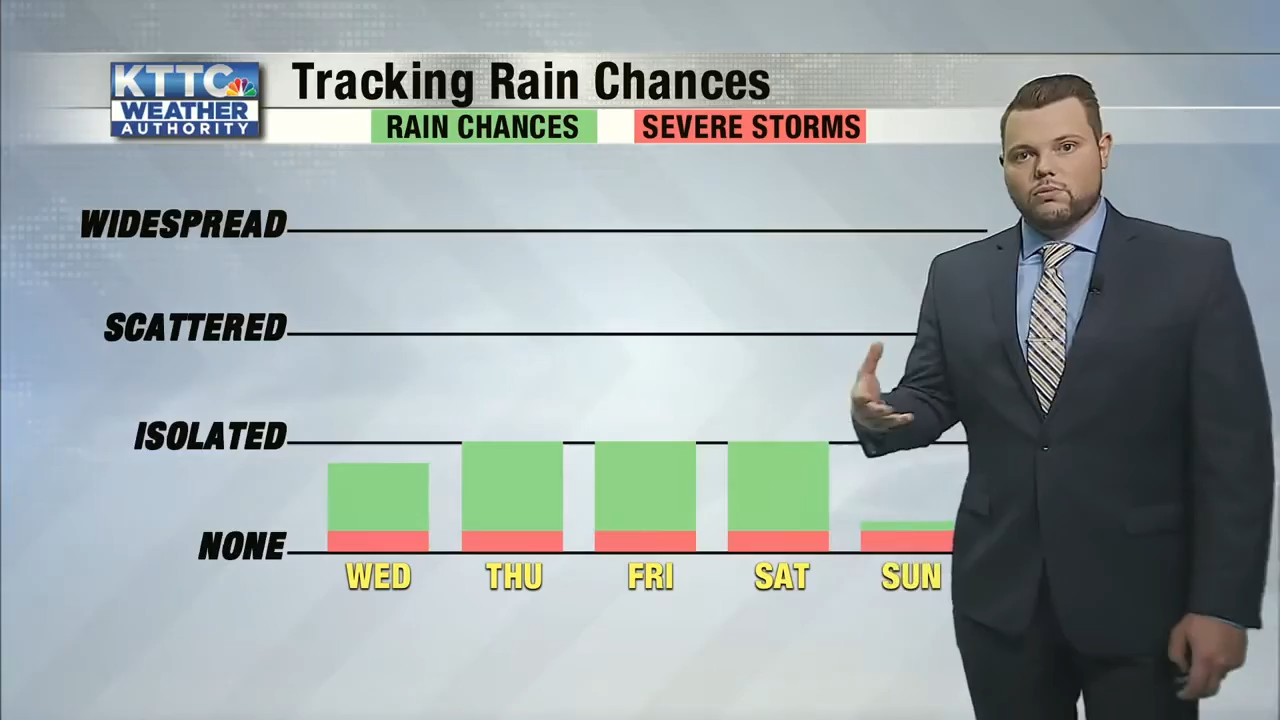 KTTC
WEATHER
AUTHORITY
Tracking Rain Chances
RAIN CHANCES SEVERE STORMS
WIDESPREAD
SCATTERED
ISOLATED
NONE
WED THU FRI SAT SUN